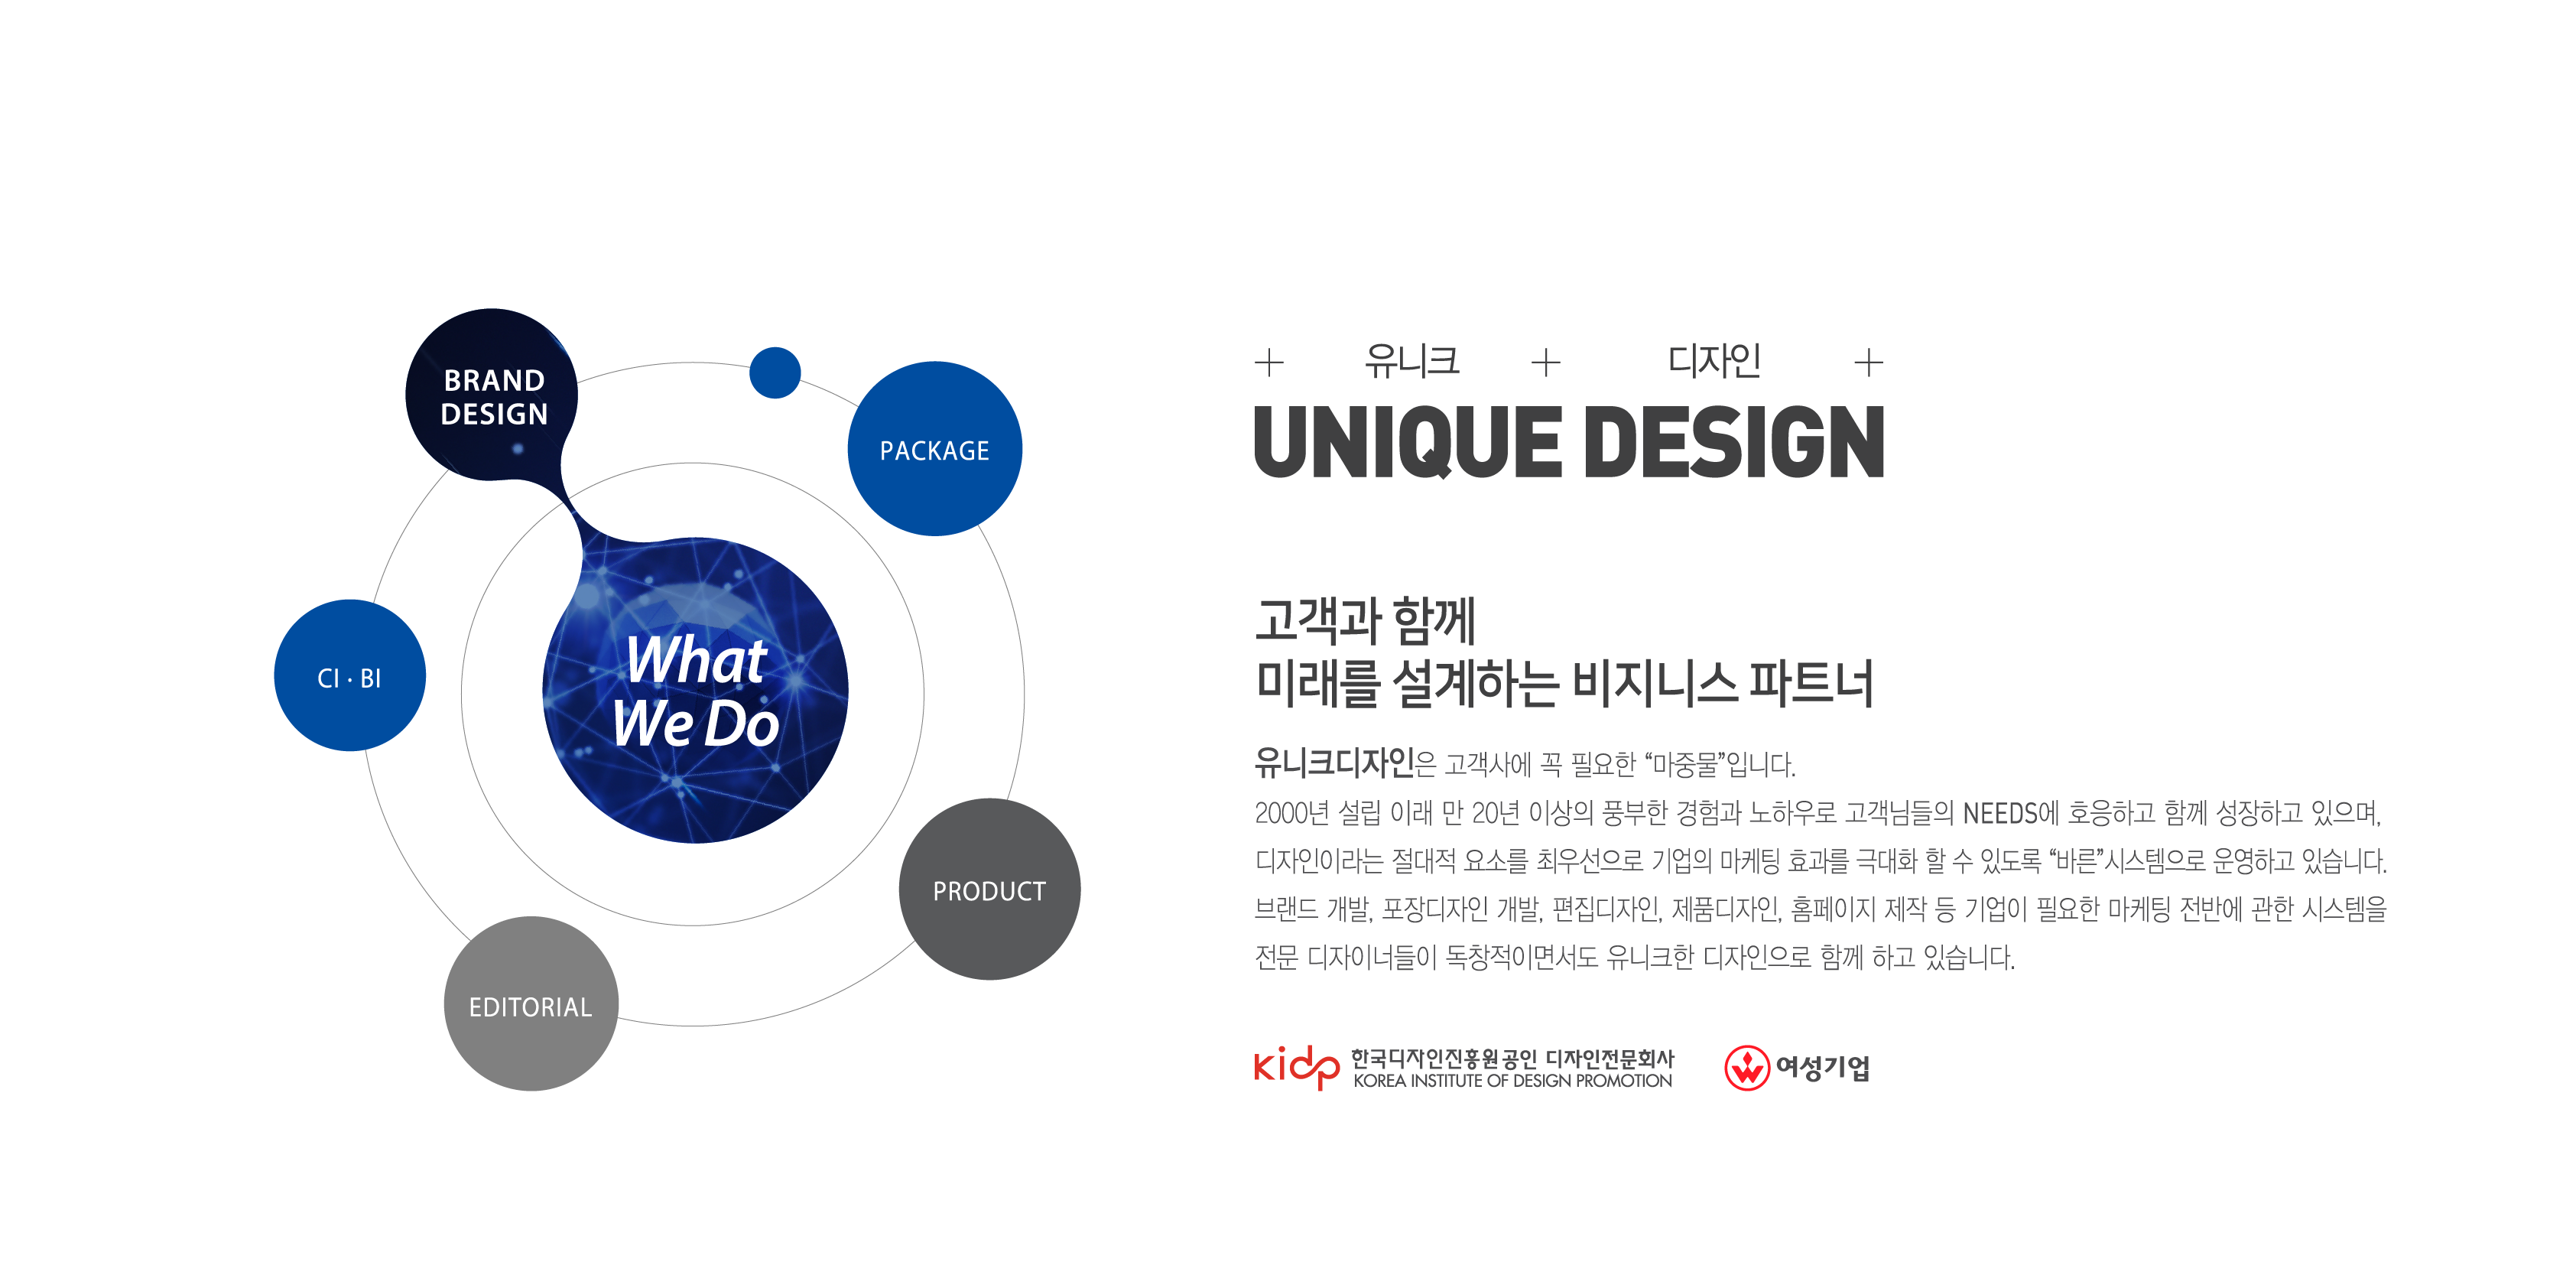 BRAND
DESIGN
PACKAGE
CI · BI
What
We Do
PRODUCT
EDITORIAL
+ 유니크 + 디자인 +
UNIQUE DESIGN
고객과 함께
미래를 설계하는 비지니스 파트너
유니크디자인은 고객사에 꼭 필요한 “마중물”입니다.
2000년 설립 이래 만 20년 이상의 풍부한 경험과 노하우로 고객님들의 NEEDS에 호응하고 함께 성장하고 있으며,
디자인이라는 절대적 요소를 최우선으로 기업의 마케팅 효과를 극대화 할 수 있도록 “바른”시스템으로 운영하고 있습니다.
브랜드 개발, 포장디자인 개발, 편집디자인, 제품디자인, 홈페이지 제작 등 기업이 필요한 마케팅 전반에 관한 시스템을
전문 디자이너들이 독창적이면서도 유니크한 디자인으로 함께 하고 있습니다.
kidp 한국디자인진흥원 공인 디자인전문회사
KOREA INSTITUTE OF DESIGN PROMOTION
여성기업